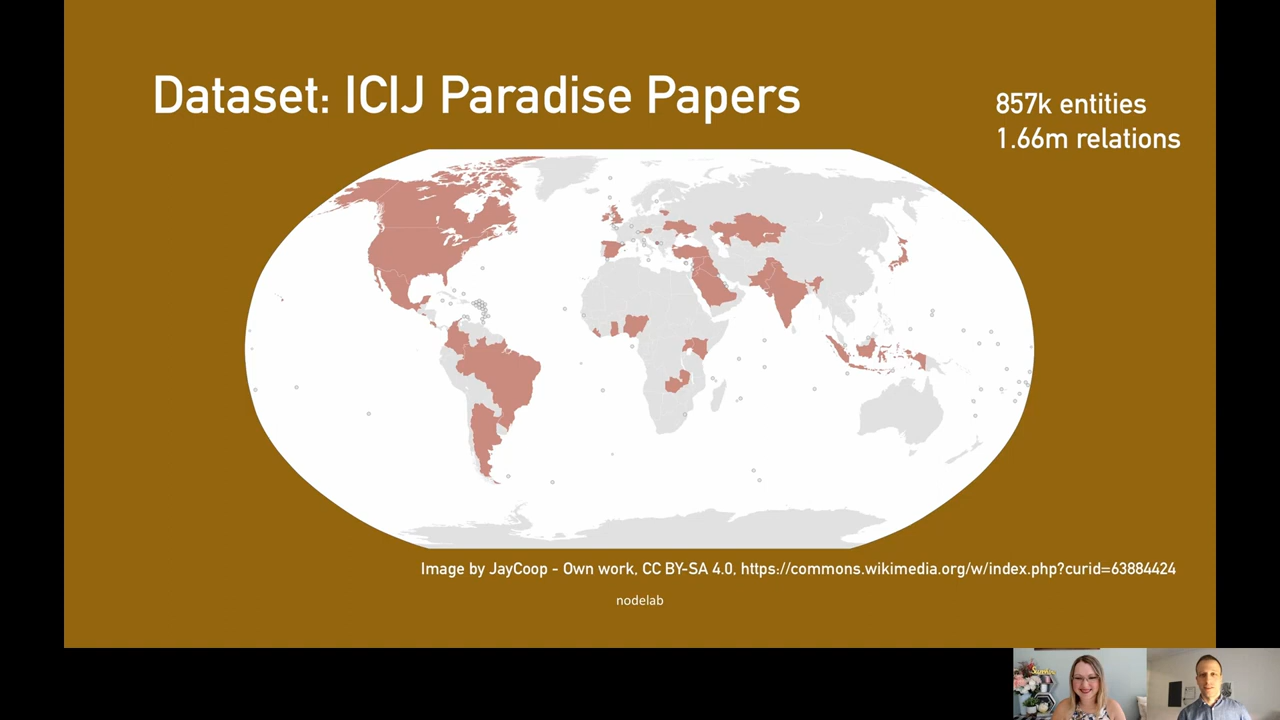 Dataset: ICIJ Paradise Papers
857k entities
1.66m relations
Image by JayCoop - Own work, CC BY-SA 4.0, https://commons.wikimedia.org/w/index.php?curid=63884424
nodelab